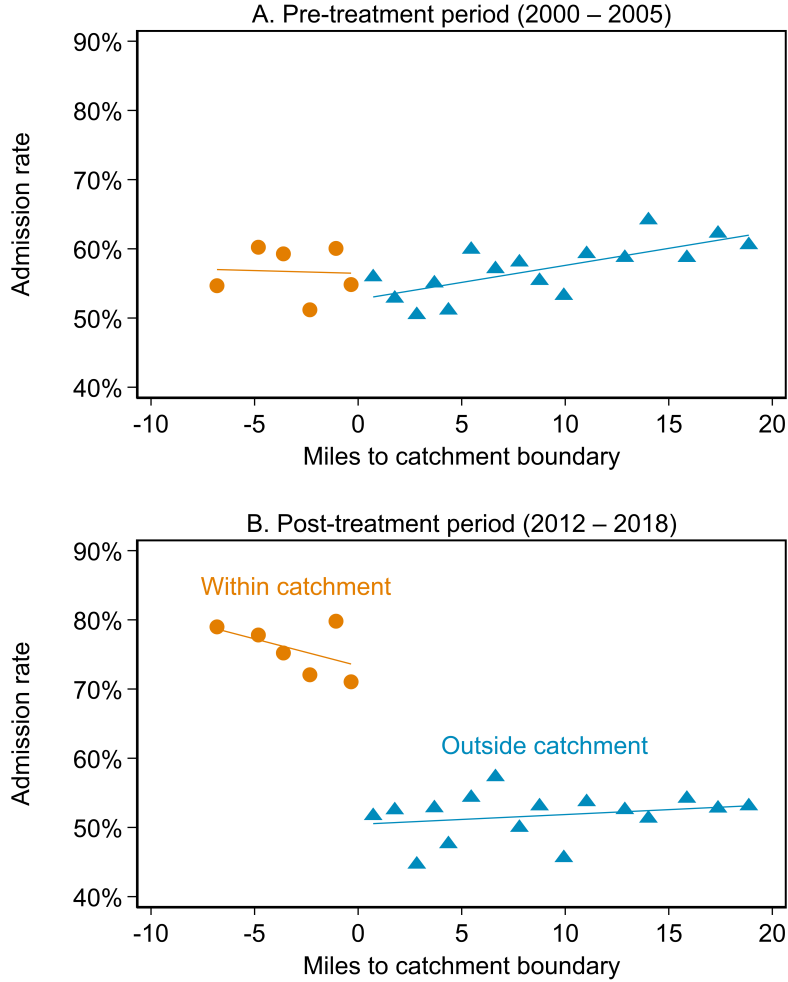 A. Pre-treatment period (2000 – 2005)
Admission rate
90%
80%
70%
60%
50%
40%
-10 -5 0 5 10 15 20
Miles to catchment boundary
B. Post-treatment period (2012 – 2018)
Admission rate
90%
80%
70%
60%
50%
40%
Within catchment
Outside catchment
-10 -5 0 5 10 15 20
Miles to catchment boundary